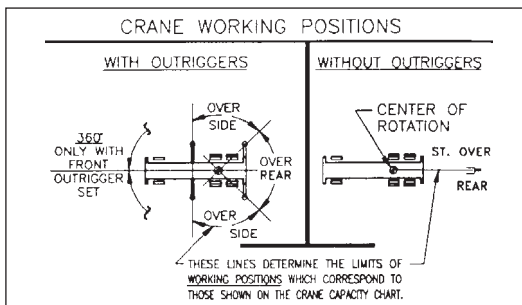 CRANE WORKING POSITIONS
WITH OUTRIGGERS
WITHOUT OUTRIGGERS
OVER
SIDE
360°
ONLY WITH
FRONT
OUTRIGGER
SET
OVER
REAR
OVER
SIDE
CENTER OF
ROTATION
ST. OVER
REAR
THESE LINES DETERMINE THE LIMITS OF
WORKING POSITIONS WHICH CORRESPOND TO
THOSE SHOWN ON THE CRANE CAPACITY CHART.